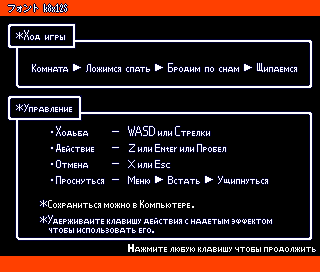 フォント k8x12S
*Ход игры
Комната ▶ Ложимся спать ▶ Бродим по снам ▶ Щипаемся
*Управление
・Ходьба — WASD или Стрелки
・Действие — Z или Enter или Пробел
・Отмена — X или Esc
・Проснуться — Меню ▶ Встать ▶ Ущипнуться
*Сохраниться можно в Компьютере.
*Удерживайте клавишу действия с надетым эффектом
чтобы использовать его.
Нажмите любую клавишу чтобы продолжить